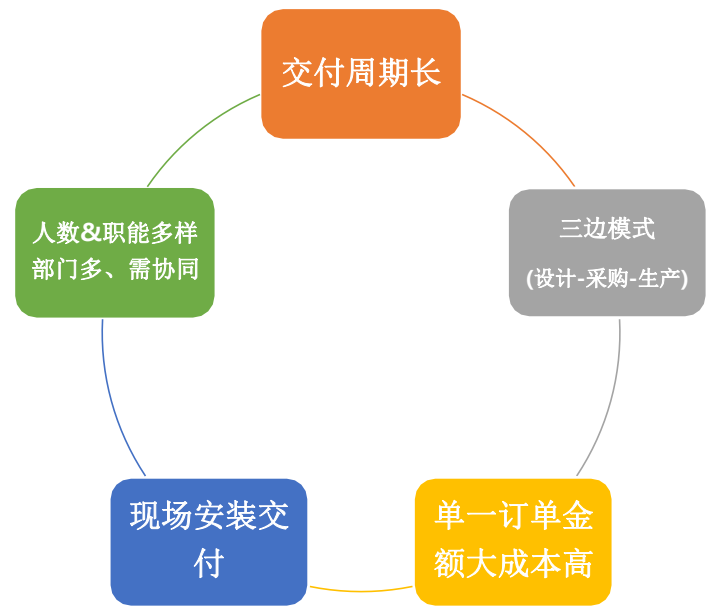 交付周期长
人数&职能多样
部门多、需协同
三边模式
(设计-采购-生产)
现场安装交
付
单一订单金
额大成本高